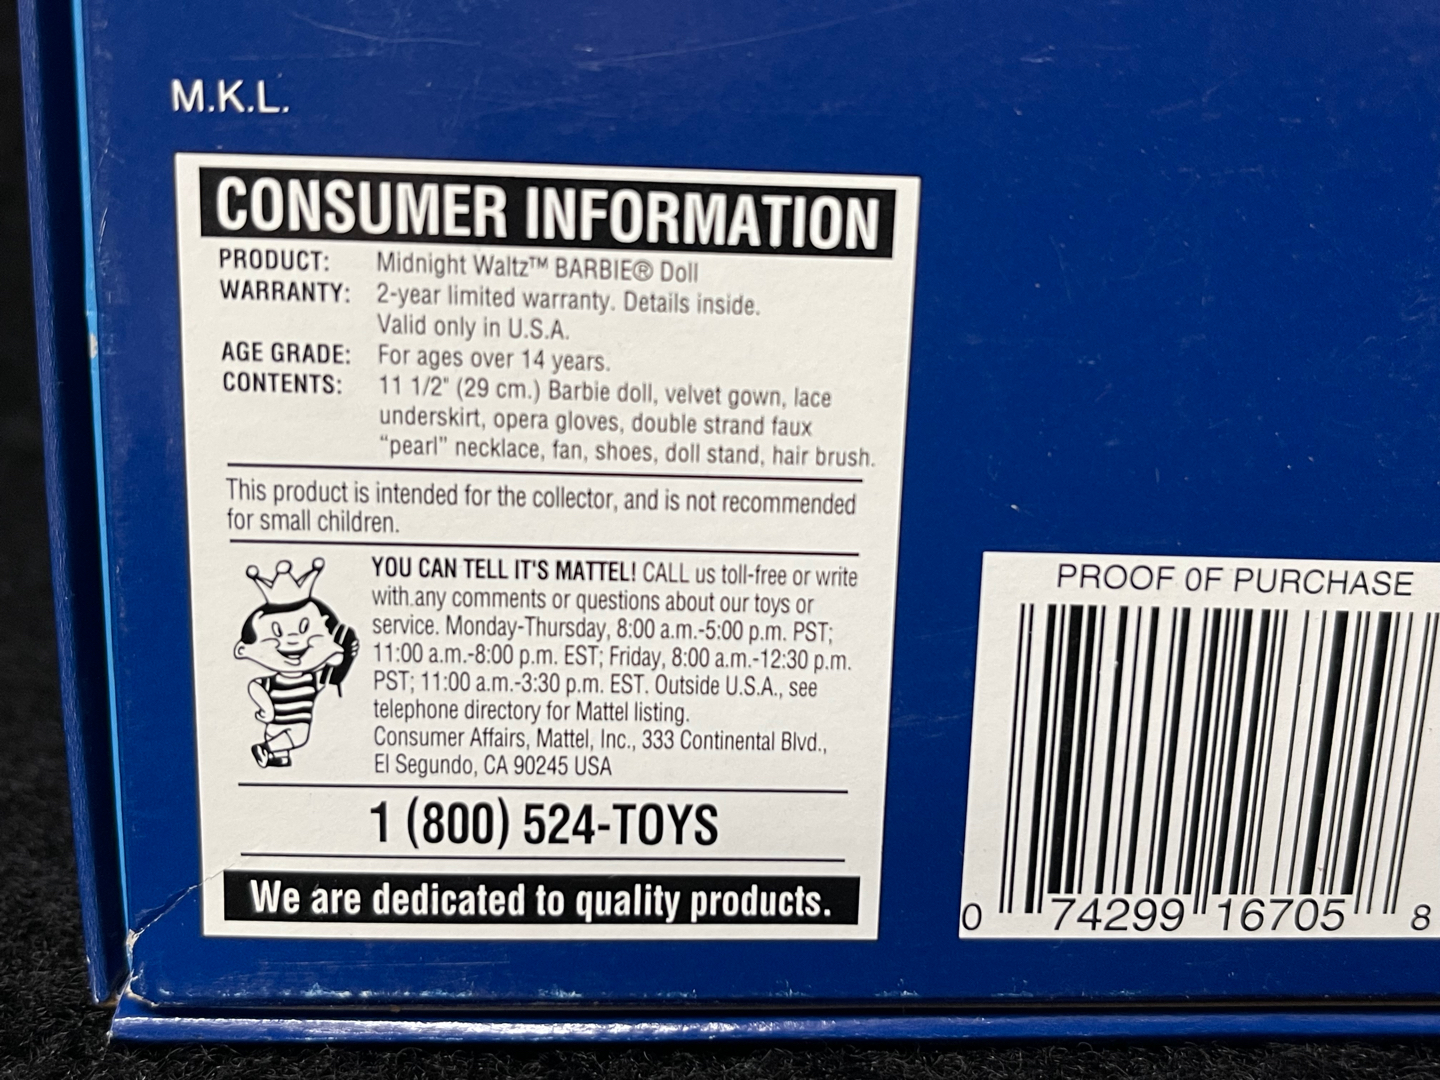 M.K.L.
CONSUMER INFORMATION
PRODUCT: Midnight Waltz™ BARBIE® Doll
WARRANTY: 2-year limited warranty. Details inside.
Valid only in U.S.A.
AGE GRADE: For ages over 14 years.
CONTENTS: 11 1/2" (29 cm.) Barbie doll, velvet gown, lace
underskirt, opera gloves, double strand faux
“pearl” necklace, fan, shoes, doll stand, hair brush.
This product is intended for the collector, and is not recommended
for small children.
YOU CAN TELL IT'S MATTEL! CALL us toll-free or write
with any comments or questions about our toys or
service. Monday-Thursday, 8:00 a.m.-5:00 p.m. PST;
11:00 a.m.-8:00 p.m. EST; Friday, 8:00 a.m.-12:30 p.m.
PST; 11:00 a.m.-3:30 p.m. EST. Outside U.S.A., see
telephone directory for Mattel listing.
Consumer Affairs, Mattel, Inc., 333 Continental Blvd.,
El Segundo, CA 90245 USA
1 (800) 524-TOYS
We are dedicated to quality products.
PROOF OF PURCHASE
0 74299 16705 8